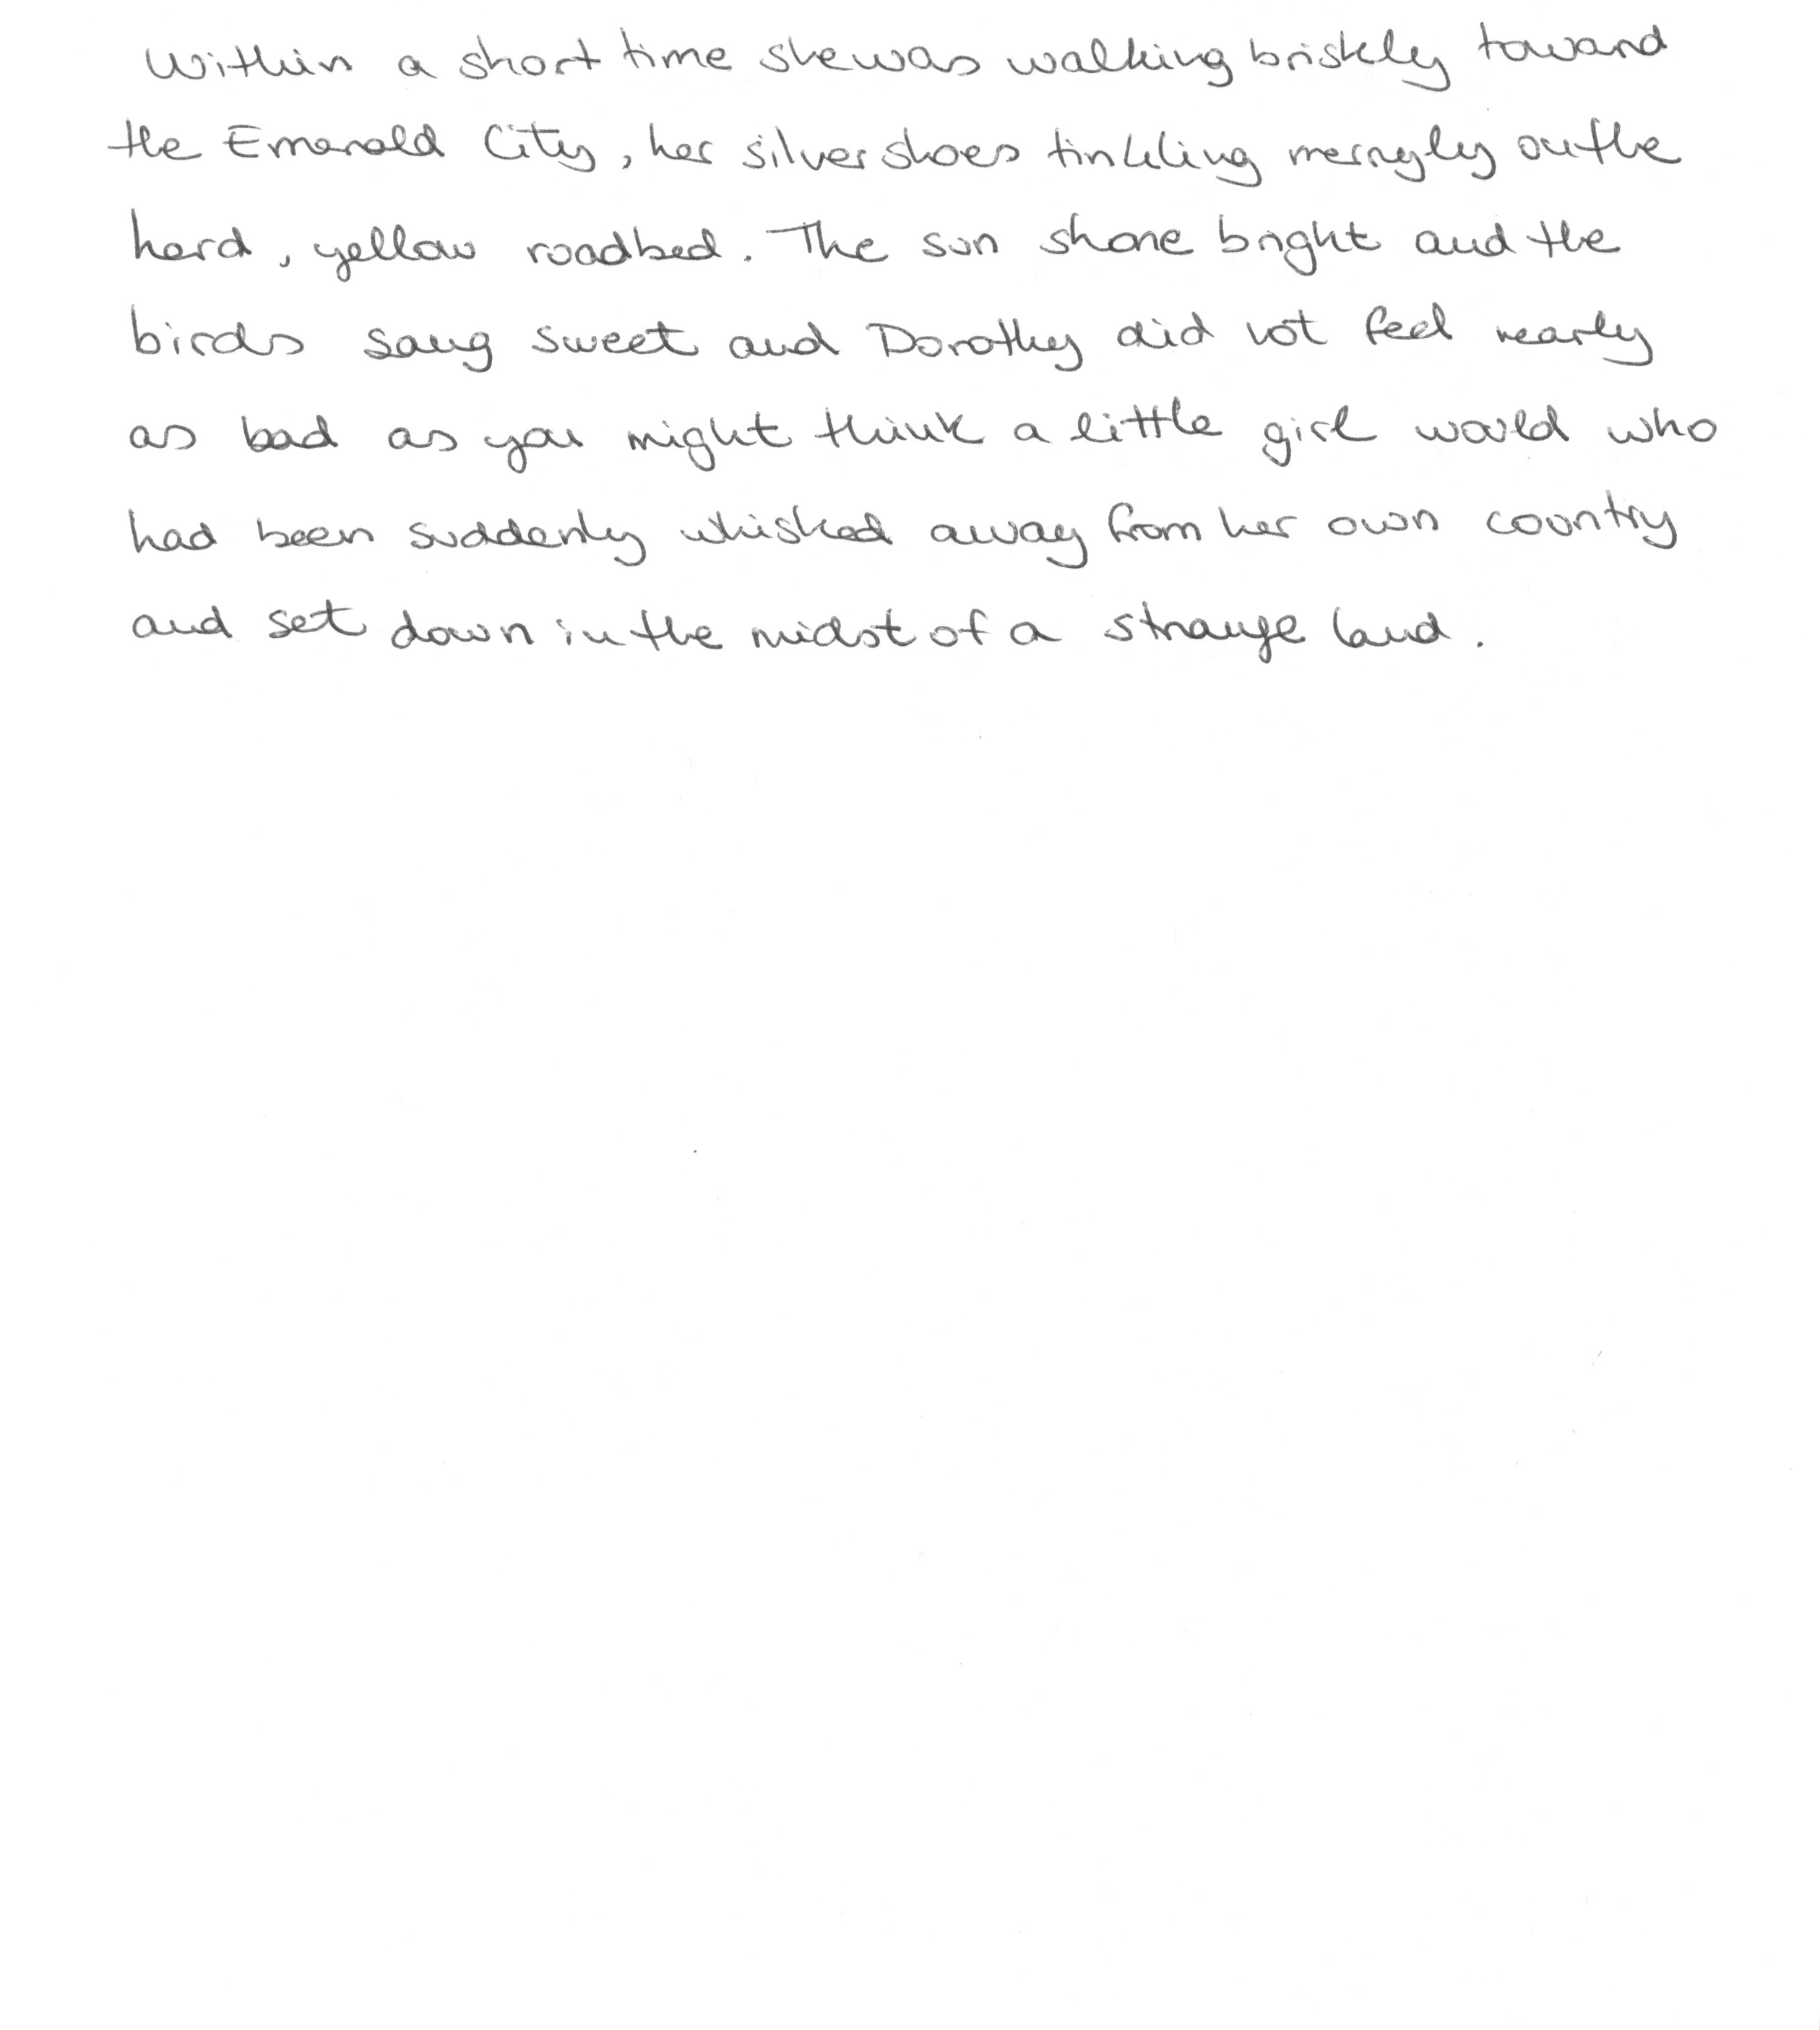 Within a short time she was walking briskly toward
the Emerald City, her silver shoes tinkling merryly on the
hard, yellow roadbed. The sun shone bright and the
birds sang sweet and Dorothy did not feel nearly
as bad as you might think a little girl would who
had been suddenly whisked away from her own country
and set down in the midst of a strange land.